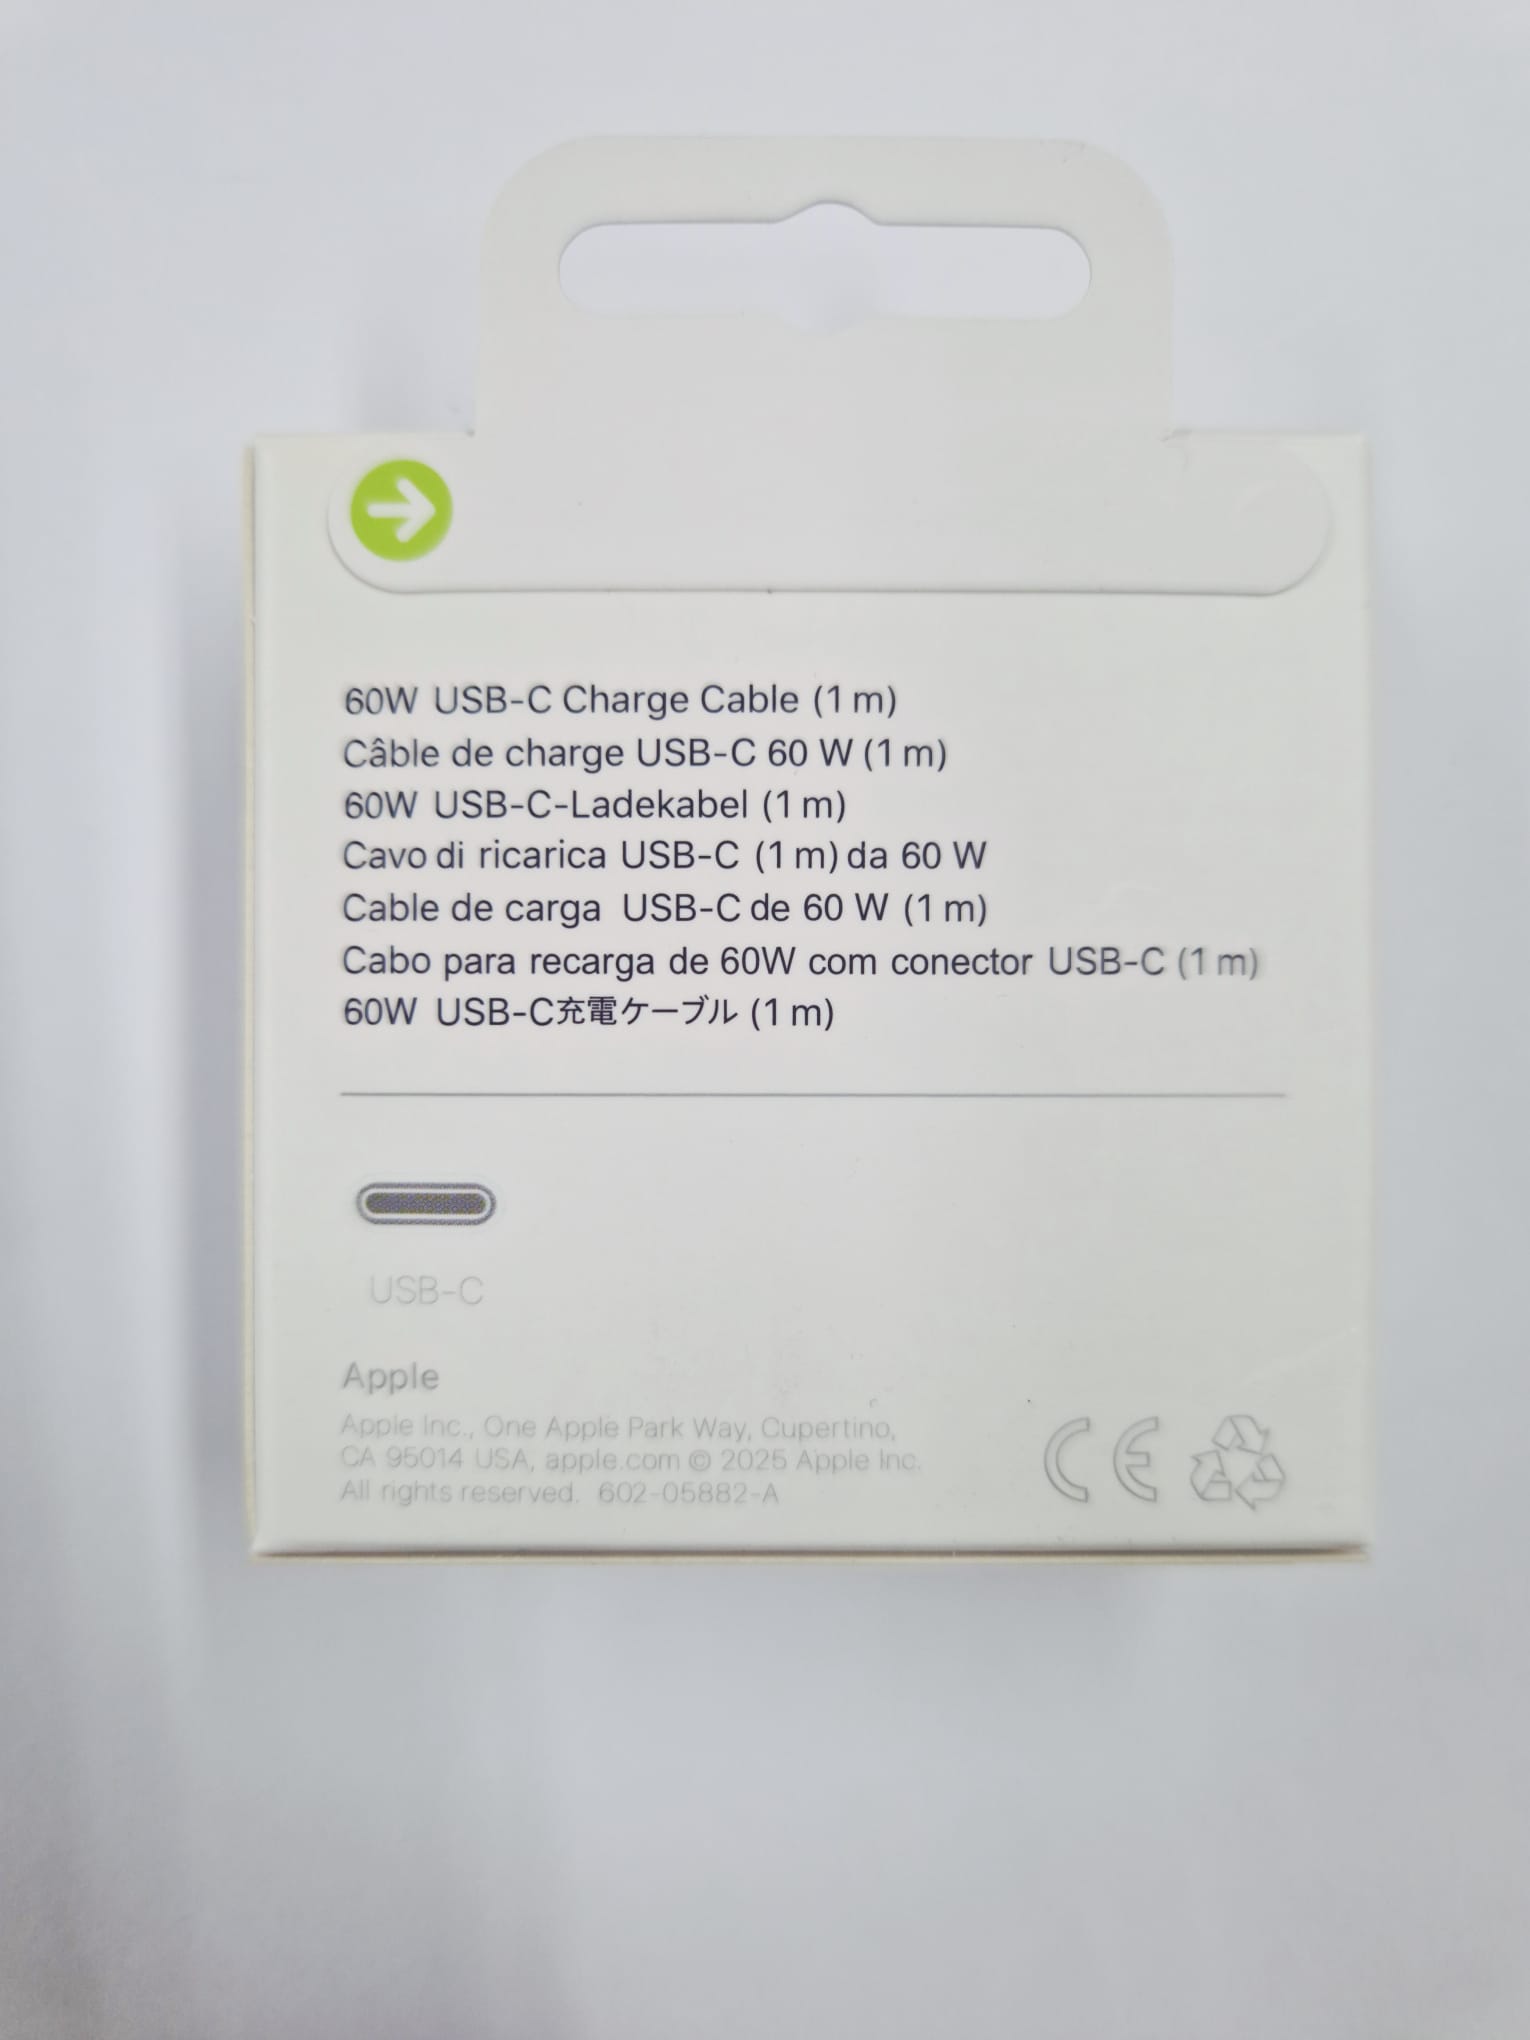 60W USB-C Charge Cable (1 m)
Câble de charge USB-C 60 W (1 m)
60W USB-C-Ladekabel (1 m)
Cavo di ricarica USB-C (1 m) da 60 W
Cable de carga USB-C de 60 W (1 m)
Cabo para recarga de 60W com conector USB-C (1 m)
60W USB-C充電ケーブル (1 m)
USB-C
Apple
Apple Inc., One Apple Park Way, Cupertino,
CA 95014 USA, apple.com © 2025 Apple Inc.
All rights reserved. 602-05882-A
CE